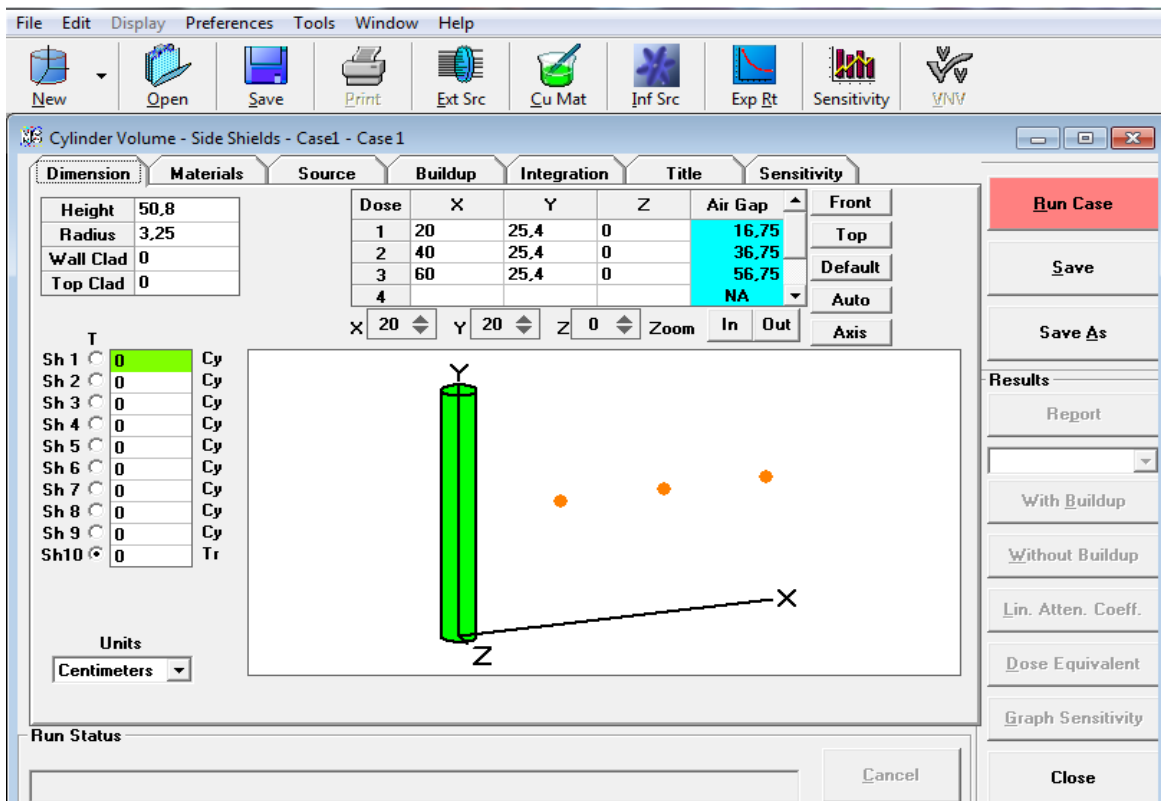 File Edit Display Preferences Tools Window Help
New Open Save Print Ext Src Cu Mat Inf Src Exp Rt Sensitivity VNV
Cylinder Volume - Side Shields - Case1 - Case 1
Dimension Materials Source Buildup Integration Title Sensitivity
Height 50,8
Radius 3,25
Wall Clad 0
Top Clad 0
Dose X Y Z Air Gap
1 20 25,4 0 16,75
2 40 25,4 0 36,75
3 60 25,4 0 56,75
4 NA
Front
Top
Default
Auto
Axis
X 20 Y 20 Z 0 Zoom In Out
T
Sh 1 0 Cy
Sh 2 0 Cy
Sh 3 0 Cy
Sh 4 0 Cy
Sh 5 0 Cy
Sh 6 0 Cy
Sh 7 0 Cy
Sh 8 0 Cy
Sh 9 0 Cy
Sh10 0 Tr
Units
Centimeters
Y
X
Z
Run Case
Save
Save As
Results
Report
With Buildup
Without Buildup
Lin. Atten. Coeff.
Dose Equivalent
Graph Sensitivity
Close
Run Status
Cancel